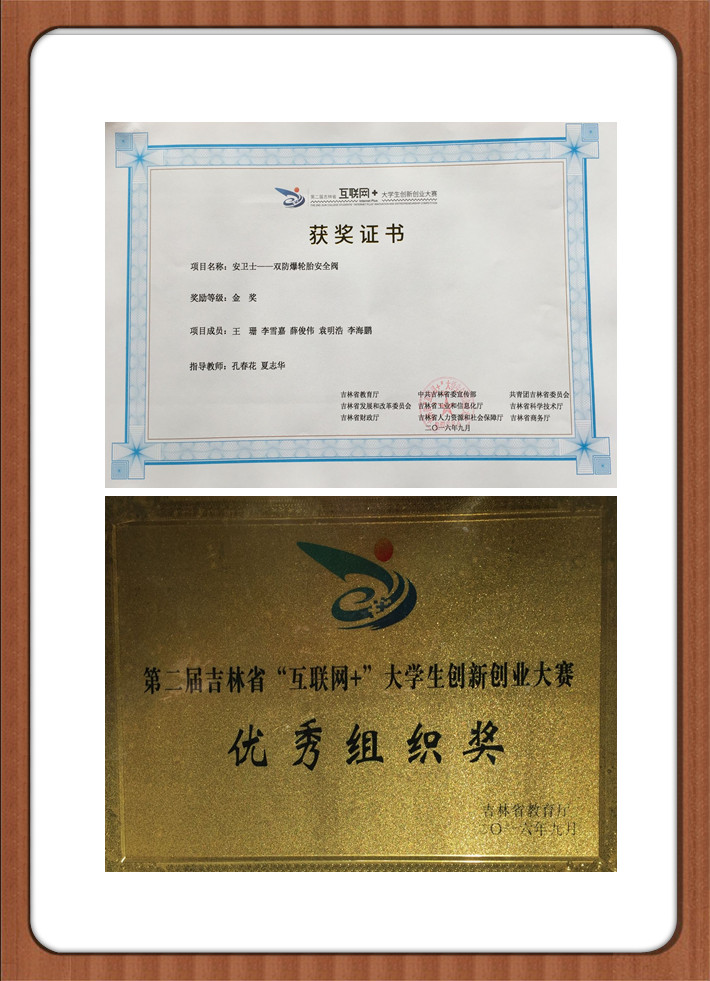 第二届吉林省 互联网+ 大学生创新创业大赛
获奖证书
项目名称：安卫士——双防爆轮胎安全阀
奖励等级：金 奖
项目成员：王 珊 李雪嘉 薛俊伟 袁明浩 李海鹏
指导教师：孔春花 夏志华
吉林省教育厅 中共吉林省委宣传部 共青团吉林省委员会
吉林省发展和改革委员会 吉林省工业和信息化厅 吉林省科学技术厅
吉林省财政厅 吉林省人力资源和社会保障厅 吉林省商务厅
二〇一六年九月
第二届吉林省“互联网+”大学生创新创业大赛
优秀组织奖
吉林省教育厅
二〇一六年九月